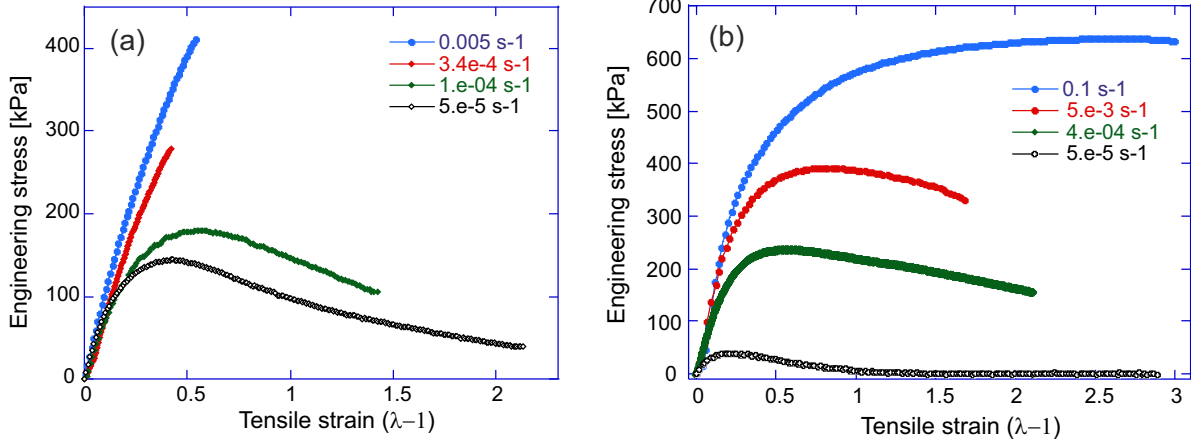 (a)
0.005 s-1
3.4e-4 s-1
1.e-04 s-1
5.e-5 s-1
Engineering stress [kPa]
400
300
200
100
0
0 0.5 1 1.5 2
Tensile strain (λ−1)
(b)
0.1 s-1
5.e-3 s-1
4.e-04 s-1
5.e-5 s-1
Engineering stress [kPa]
700
600
500
400
300
200
100
0
0 0.5 1 1.5 2 2.5 3
Tensile strain (λ−1)